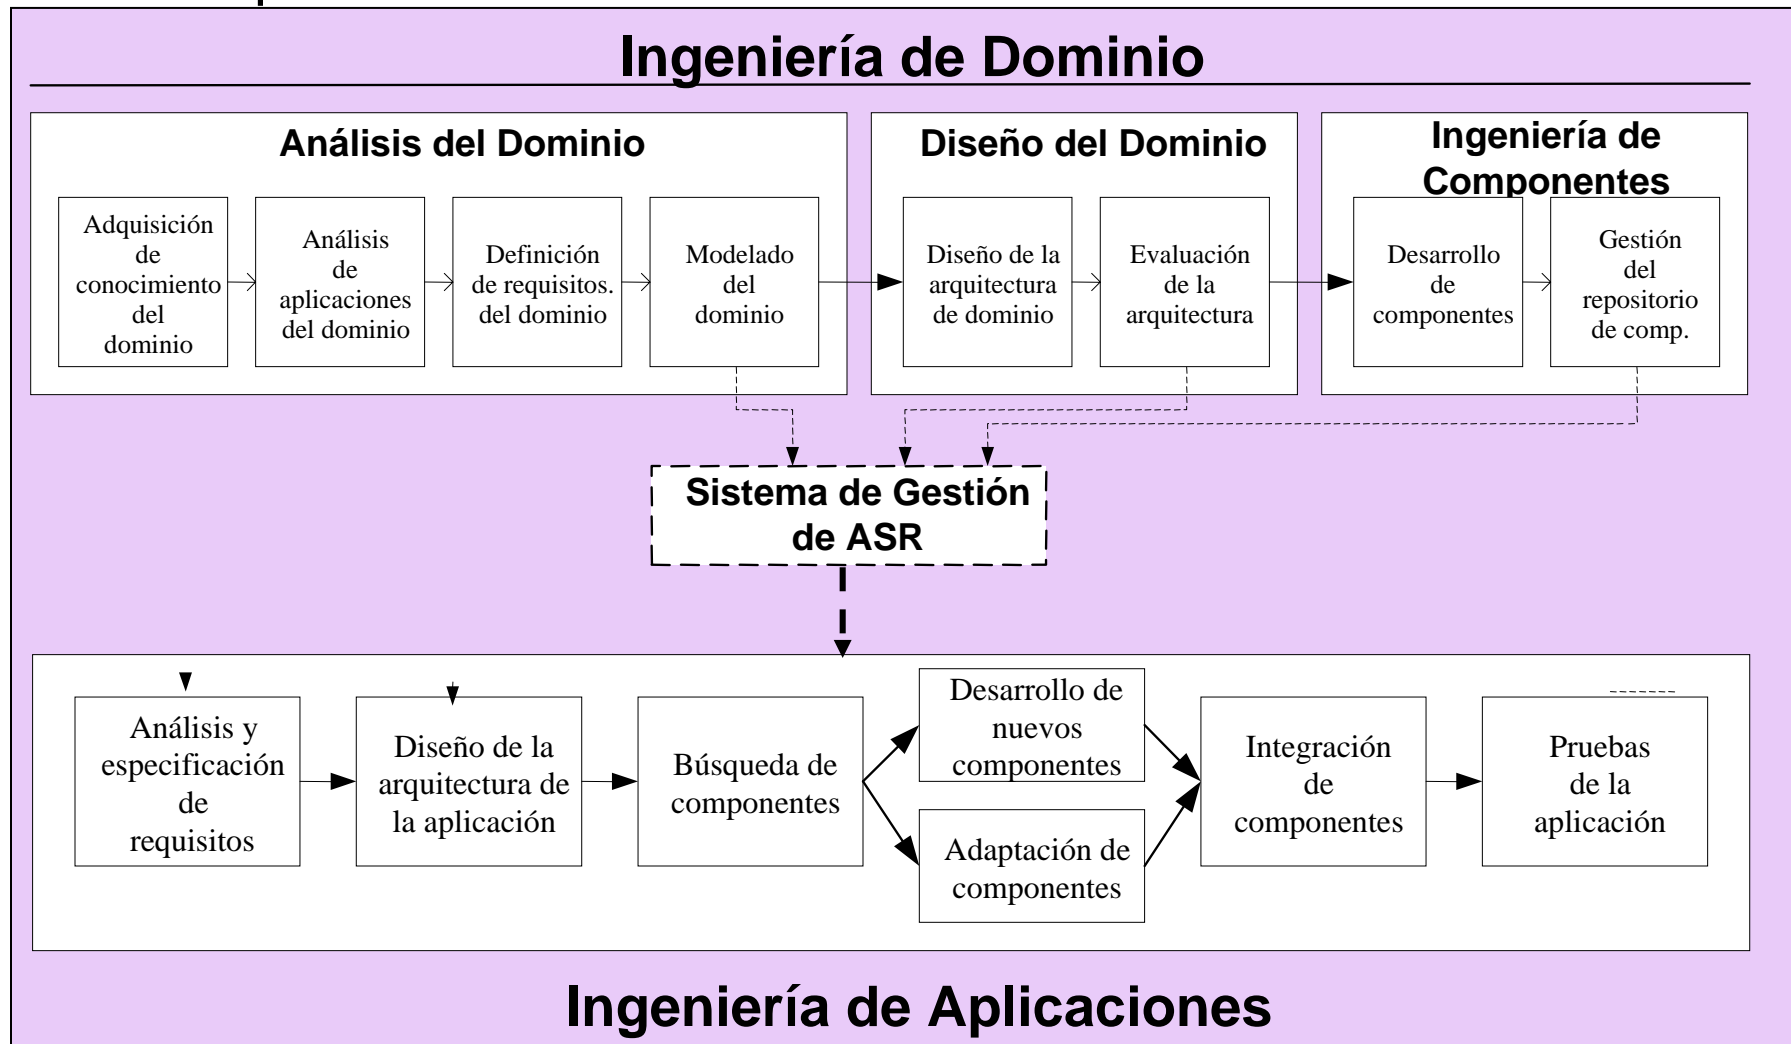 Ingeniería de Dominio
Análisis del Dominio
Adquisición
de
conocimiento
del
dominio
Análisis
de
aplicaciones
del dominio
Definición
de requisitos.
del dominio
Modelado
del
dominio
Diseño del Dominio
Diseño de la
arquitectura
de dominio
Evaluación
de la
arquitectura
Ingeniería de
Componentes
Desarrollo
de
componentes
Gestión
del
repositorio
de comp.
Sistema de Gestión
de ASR
Análisis y
especificación
de
requisitos
Diseño de la
arquitectura de
la aplicación
Búsqueda de
componentes
Desarrollo de
nuevos
componentes
Adaptación de
componentes
Integración
de
componentes
Pruebas
de la
aplicación
Ingeniería de Aplicaciones